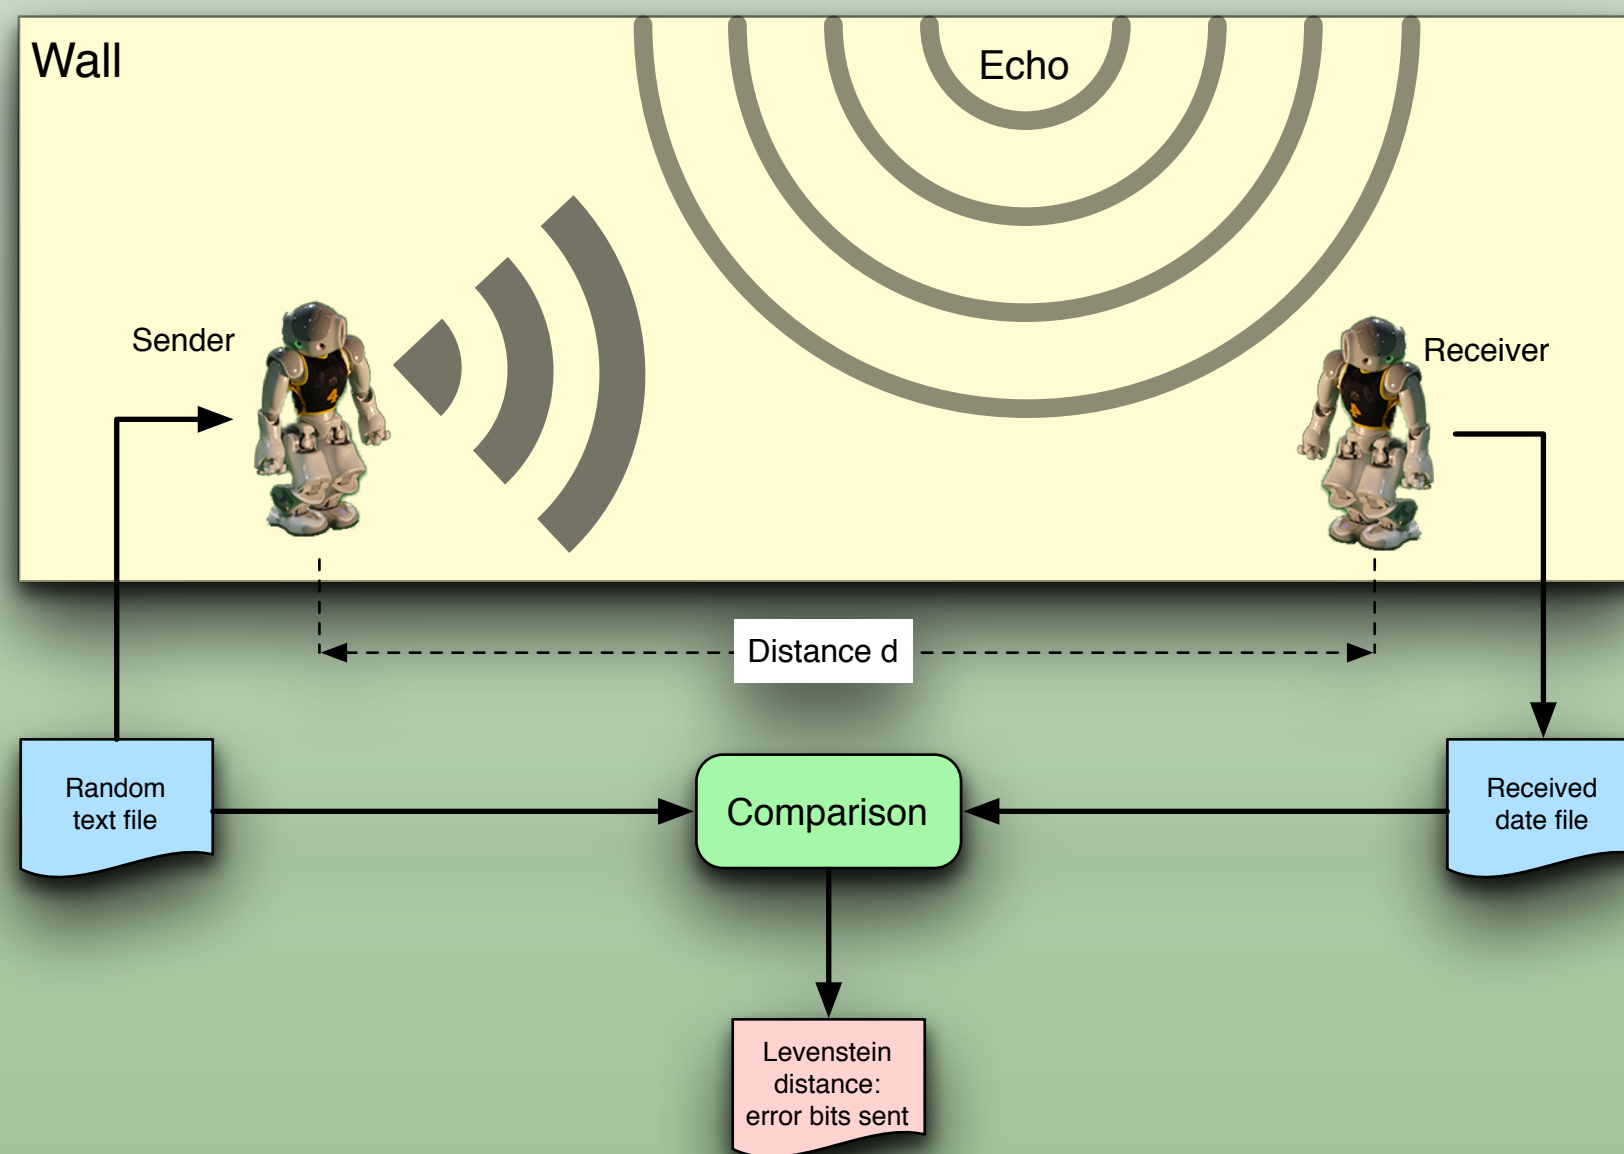 Wall
Echo
Sender
Receiver
Distance d
Random
text file
Comparison
Received
date file
Levenstein
distance:
error bits sent